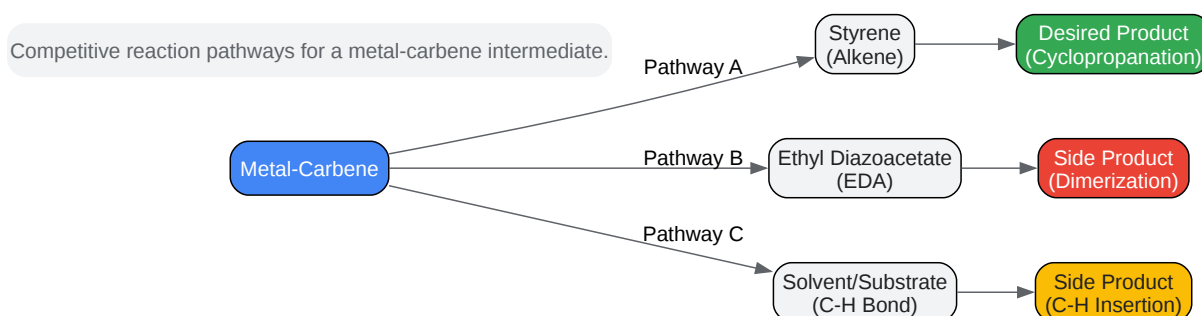 Competitive reaction pathways for a metal-carbene intermediate.
Metal-Carbene
Pathway A
Styrene
(Alkene)
Desired Product
(Cyclopropanation)
Pathway B
Ethyl Diazoacetate
(EDA)
Side Product
(Dimerization)
Pathway C
Solvent/Substrate
(C-H Bond)
Side Product
(C-H Insertion)